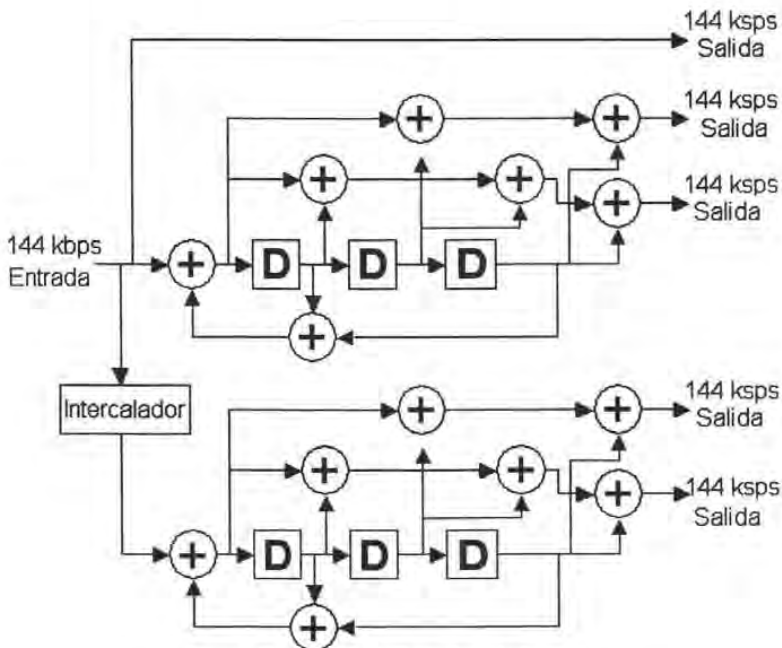 144 ksps
Salida
144 ksps
Salida
144 ksps
Salida
144 kbps
Entrada
+
+
+
+
+
+
D
D
D
+
Intercalador
144 ksps
Salida
144 ksps
Salida
+
+
+
+
+
+
D
D
D
+